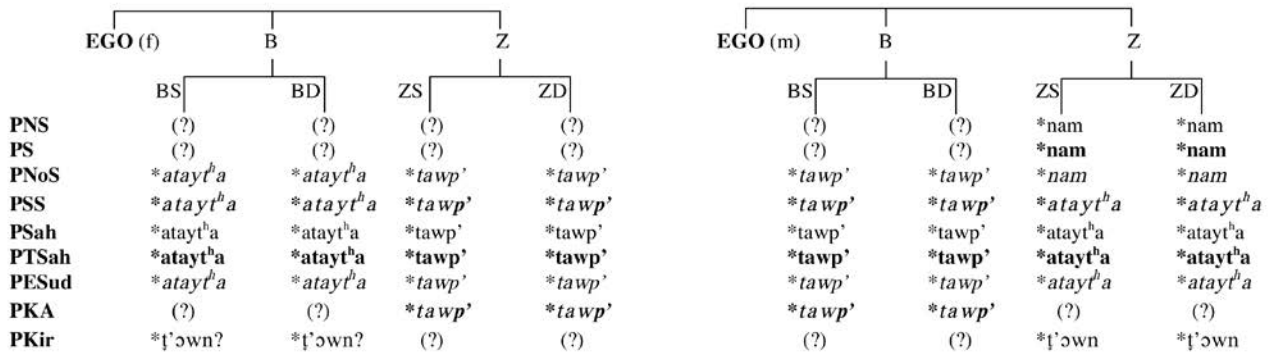 EGO (f) B Z EGO (m) B Z
BS BD ZS ZD BS BD ZS ZD
PNS (?) (?) (?) (?) (?) (?) *nam *nam
PS (?) (?) (?) (?) (?) (?) *nam *nam
PNoS *ataytʰa *ataytʰa *tawp’ *tawp’ *tawp’ *tawp’ *nam *nam
PSS *ataytʰa *ataytʰa *tawp’ *tawp’ *tawp’ *tawp’ *ataytʰa *ataytʰa
PSah *ataytʰa *ataytʰa *tawp’ *tawp’ *tawp’ *tawp’ *ataytʰa *ataytʰa
PTSah *ataytʰa *ataytʰa *tawp’ *tawp’ *tawp’ *tawp’ *ataytʰa *ataytʰa
PESud *ataytʰa *ataytʰa *tawp’ *tawp’ *tawp’ *tawp’ *ataytʰa *ataytʰa
PKA (?) (?) *tawp’ *tawp’ *tawp’ *tawp’ (?) (?)
PKir *ţ’ɔwn? *ţ’ɔwn? (?) (?) (?) (?) *ţ’ɔwn *ţ’ɔwn